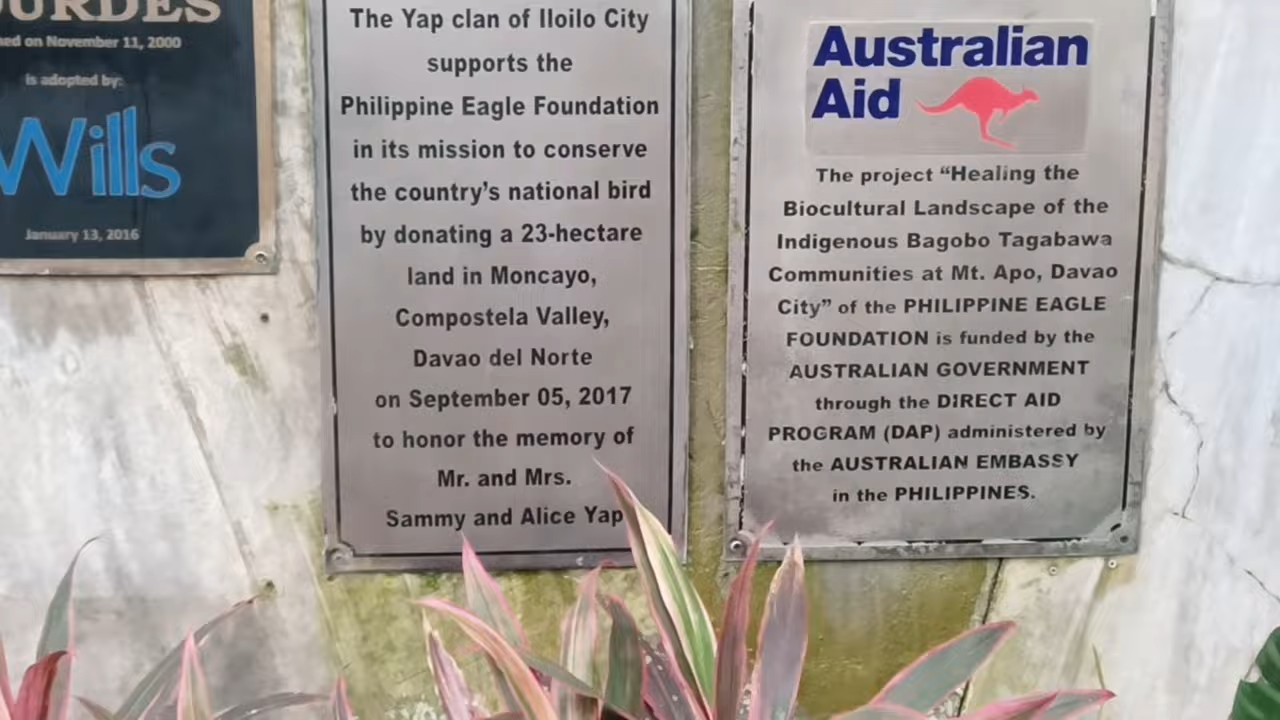 is adopted by:
Wills
January 13, 2016
on November 11, 2000
The Yap clan of Iloilo City
supports the
Philippine Eagle Foundation
in its mission to conserve
the country's national bird
by donating a 23-hectare
land in Moncayo,
Compostela Valley,
Davao del Norte
on September 05, 2017
to honor the memory of
Mr. and Mrs.
Sammy and Alice Yap
Australian
Aid
The project “Healing the
Biocultural Landscape of the
Indigenous Bagobo Tagabawa
Communities at Mt. Apo, Davao
City” of the PHILIPPINE EAGLE
FOUNDATION is funded by the
AUSTRALIAN GOVERNMENT
through the DIRECT AID
PROGRAM (DAP) administered by
the AUSTRALIAN EMBASSY
in the PHILIPPINES.